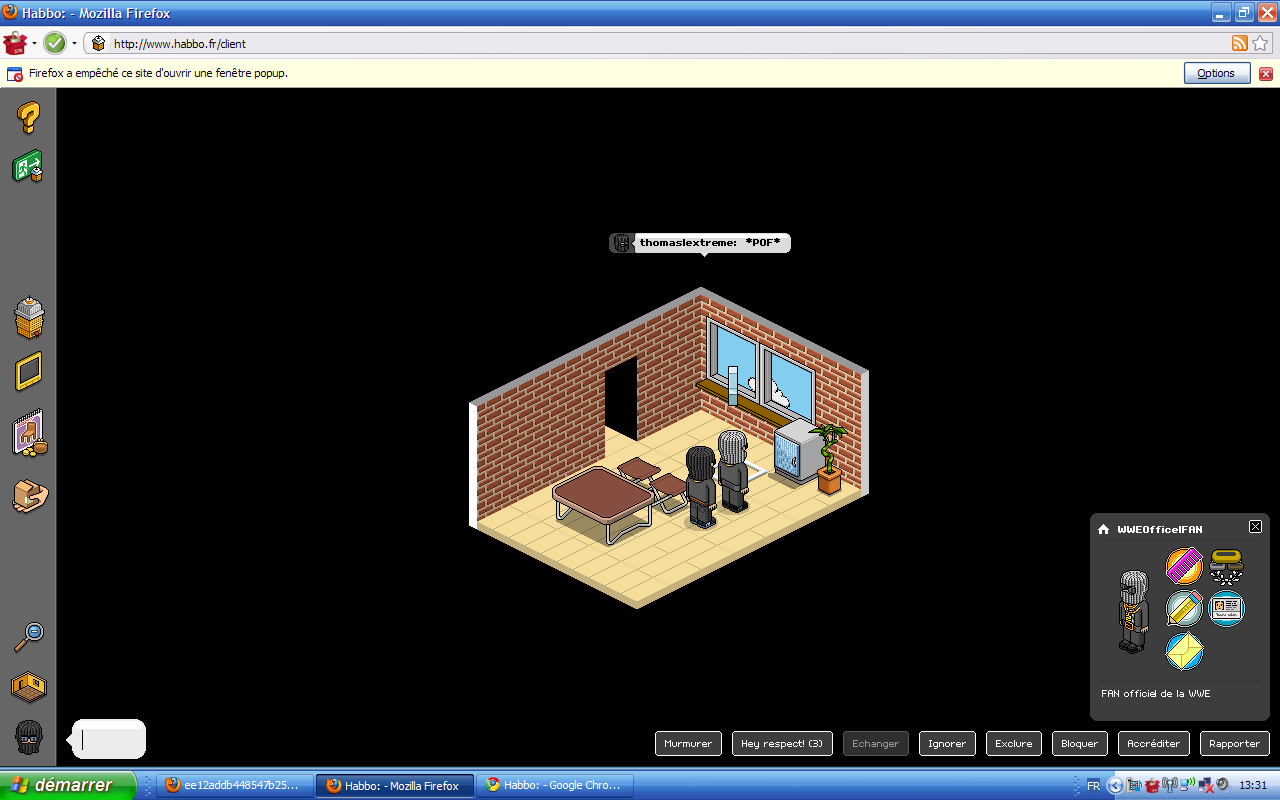 Habbo: - Mozilla Firefox
http://www.habbo.fr/client
Firefox a empêché ce site d'ouvrir une fenêtre popup.
Options
thomaslextreme: *POF*
WWEOfficelFAN
FAN officiel de la WWE
Murmurer
Hey respect! (3)
Echanger
Ignorer
Exclure
Bloquer
Accréditer
Rapporter
démarrer
ee12addb448547b25...
Habbo: - Mozilla Firefox
Habbo: - Google Chro...
FR
13:31